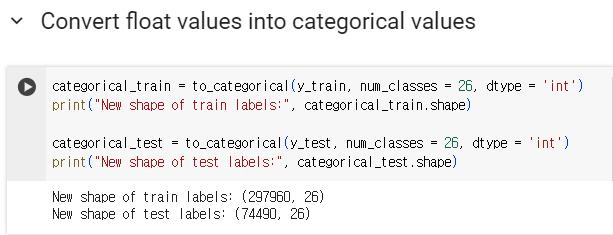 Convert float values into categorical values
categorical_train = to_categorical(y_train, num_classes = 26, dtype = 'int')
print("New shape of train labels:", categorical_train.shape)
categorical_test = to_categorical(y_test, num_classes = 26, dtype = 'int')
print("New shape of test labels:", categorical_test.shape)
New shape of train labels: (297960, 26)
New shape of test labels: (74490, 26)